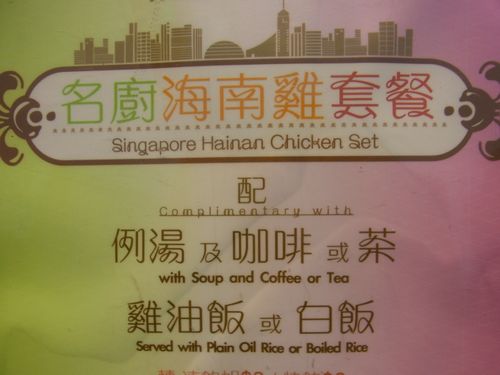 名廚海南雞套餐
Singapore Hainan Chicken Set
配
Complimentary with
例湯 及 咖啡 或 茶
with Soup and Coffee or Tea
雞油飯 或 白飯
Served with Plain Oil Rice or Boiled Rice